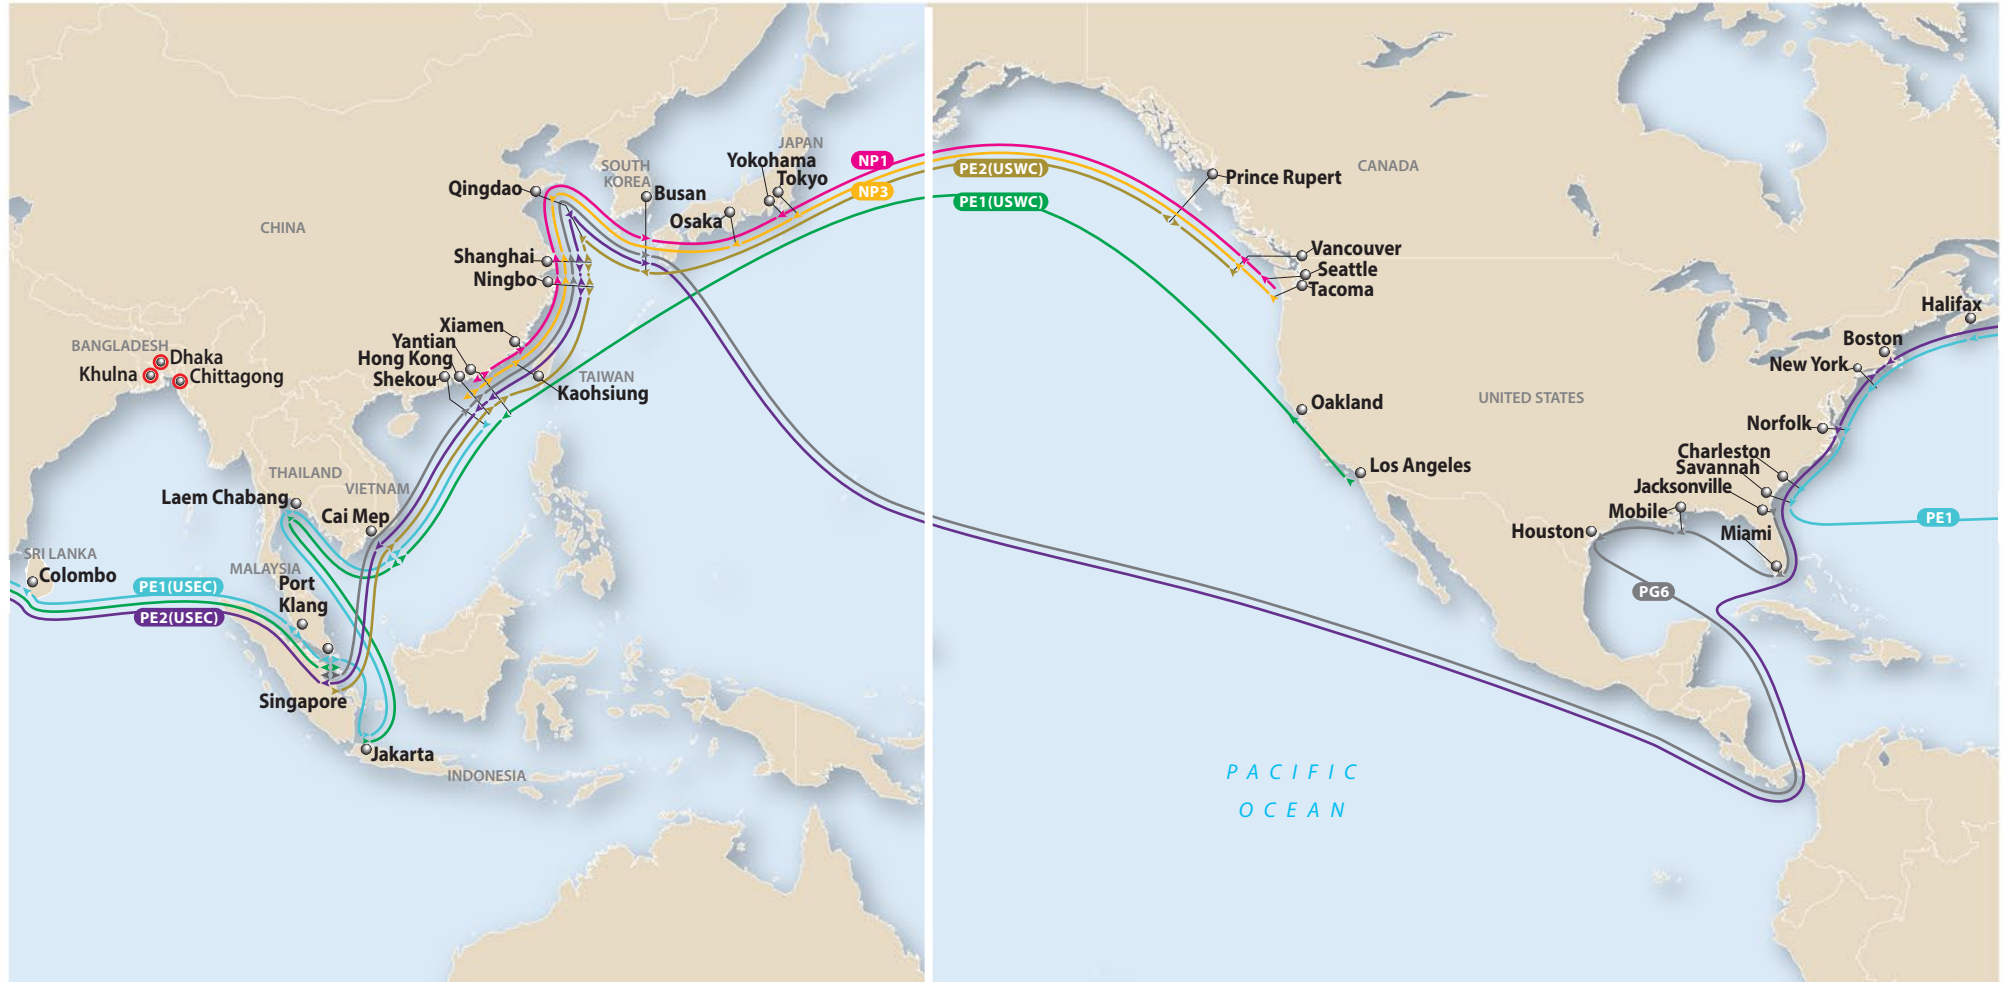 JAPAN
SOUTH
KOREA
Yokohama
Tokyo
NP1
NP3
Qingdao
Busan
Osaka
CHINA
Shanghai
Ningbo
Xiamen
Yantian
Hong Kong
Shekou
BANGLADESH
Dhaka
Khulna
Chittagong
TAIWAN
Kaohsiung
THAILAND
VIETNAM
Laem Chabang
Cai Mep
SRI LANKA
Colombo
MALAYSIA
Port
Klang
PE1(USEC)
PE2(USEC)
Singapore
Jakarta
INDONESIA
PE2(USWC)
PE1(USWC)
CANADA
Prince Rupert
Vancouver
Seattle
Tacoma
Halifax
Boston
New York
UNITED STATES
Oakland
Norfolk
Los Angeles
Charleston
Savannah
Jacksonville
Mobile
Houston
Miami
PE1
PG6
PACIFIC
OCEAN